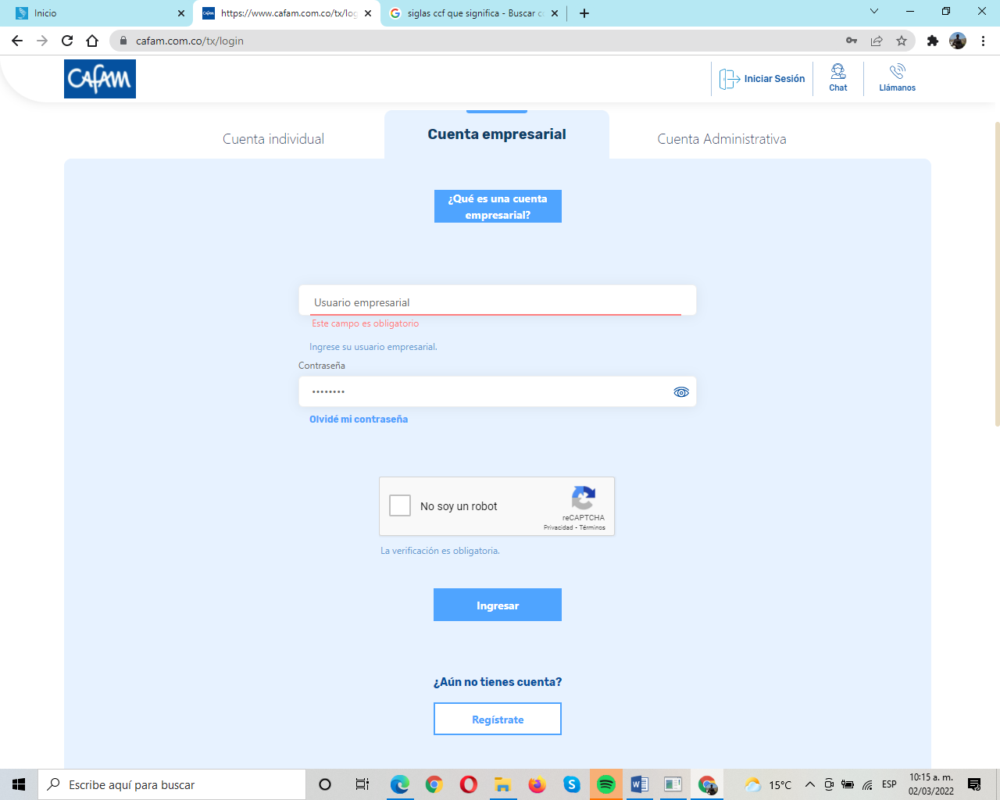 Inicio
https://www.cafam.com.co/tx/log
siglas ccf que significa - Buscar c
cafam.com.co/tx/login
CAFAM
Iniciar Sesión
Chat
Llámanos
Cuenta individual
Cuenta empresarial
Cuenta Administrativa
¿Qué es una cuenta
empresarial?
Usuario empresarial
Este campo es obligatorio
Ingrese su usuario empresarial.
Contraseña
Olvidé mi contraseña
No soy un robot
reCAPTCHA
Privacidad - Términos
La verificación es obligatoria.
Ingresar
¿Aún no tienes cuenta?
Regístrate
Escribe aquí para buscar
15°C
ESP
10:15 a. m.
02/03/2022